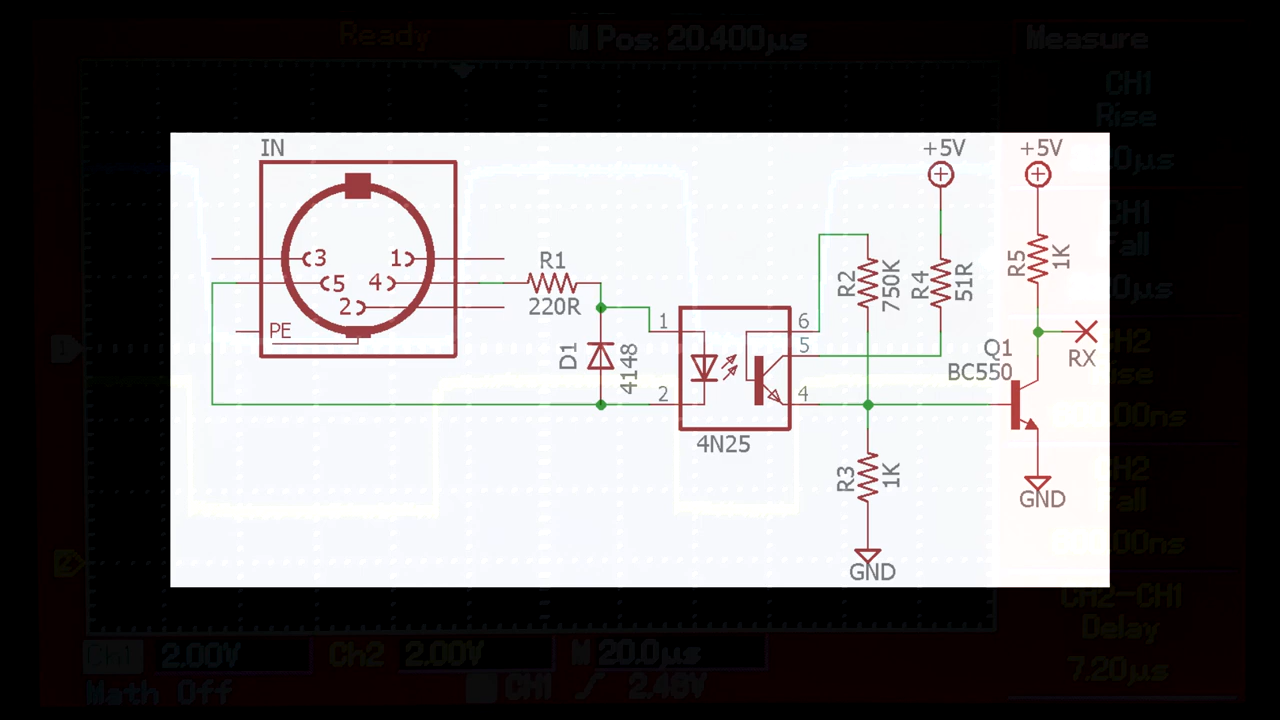 Ready
M Pos: 20.400µs
Measure
CH1
Rise
CH1
Fall
CH2
CH2
Fall
CH2-CH1
Delay
7.20µs
Ch1
2.00V
Ch2
2.00V
M 20.0µs
Math Off
CH1
2.48V
1
2
IN
3
1
5
4
2
PE
R1
220R
D1
4148
1
2
6
5
4
4N25
R2
750K
R4
51R
+5V
+5V
R5
1K
Q1
BC550
RX
R3
1K
GND
GND